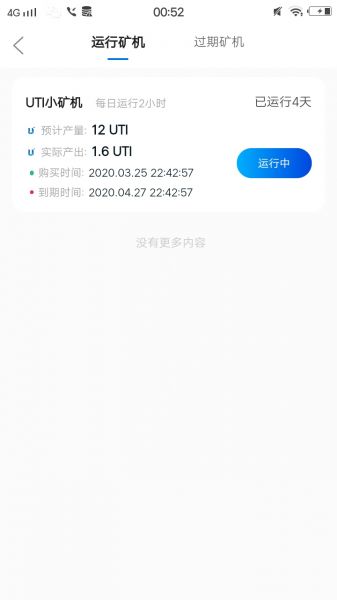 4G 00:52
运行矿机 过期矿机
UTI小矿机 每日运行2小时 已运行4天
预计产量: 12 UTI
实际产出: 1.6 UTI
运行中
购买时间: 2020.03.25 22:42:57
到期时间: 2020.04.27 22:42:57
没有更多内容